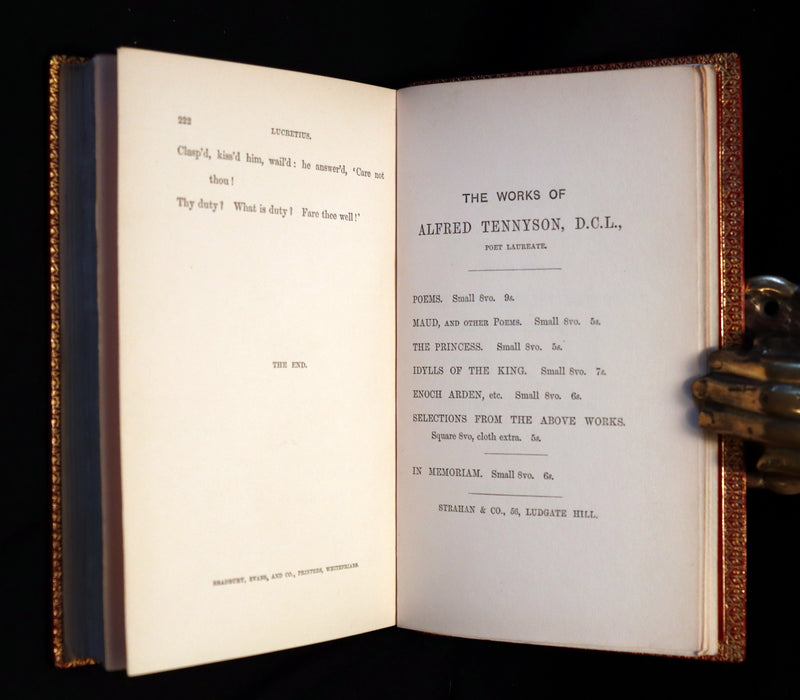 222
LUCRETIUS.
Clasp'd, kiss'd him, wail'd: he answer'd, 'Care not
thou!
Thy duty? What is duty? Fare thee well!'
THE END.
BRADBURY, EVANS, AND CO., PRINTERS, WHITEFRIARS.
THE WORKS OF
ALFRED TENNYSON, D.C.L.,
POET LAUREATE.
POEMS. Small 8vo. 9s.
MAUD, AND OTHER POEMS. Small 8vo. 5s.
THE PRINCESS. Small 8vo. 5s.
IDYLLS OF THE KING. Small 8vo. 7s.
ENOCH ARDEN, etc. Small 8vo. 6s.
SELECTIONS FROM THE ABOVE WORKS.
Square 8vo, cloth extra. 5s.
IN MEMORIAM. Small 8vo. 6s.
STRAHAN & CO., 56, LUDGATE HILL.